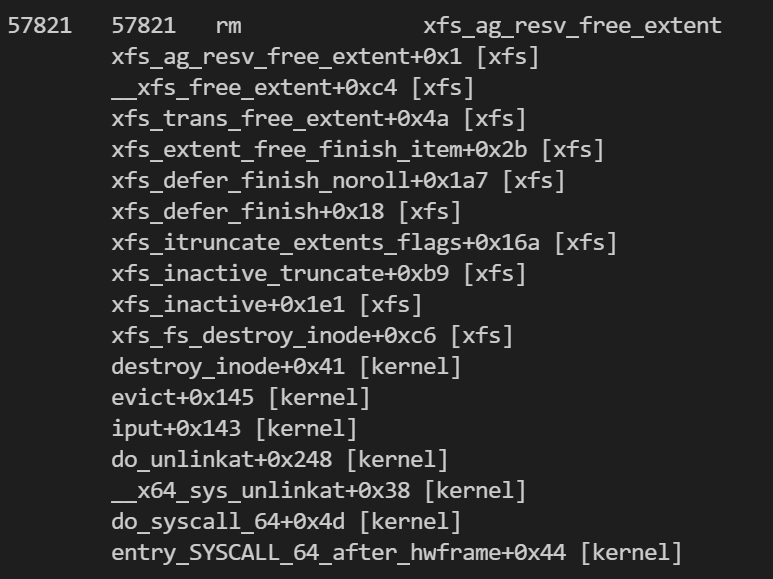 57821 57821 rm xfs_ag_resv_free_extent
xfs_ag_resv_free_extent+0x1 [xfs]
__xfs_free_extent+0xc4 [xfs]
xfs_trans_free_extent+0x4a [xfs]
xfs_extent_free_finish_item+0x2b [xfs]
xfs_defer_finish_noroll+0x1a7 [xfs]
xfs_defer_finish+0x18 [xfs]
xfs_itruncate_extents_flags+0x16a [xfs]
xfs_inactive_truncate+0xb9 [xfs]
xfs_inactive+0x1e1 [xfs]
xfs_fs_destroy_inode+0xc6 [xfs]
destroy_inode+0x41 [kernel]
evict+0x145 [kernel]
iput+0x143 [kernel]
do_unlinkat+0x248 [kernel]
__x64_sys_unlinkat+0x38 [kernel]
do_syscall_64+0x4d [kernel]
entry_SYSCALL_64_after_hwframe+0x44 [kernel]